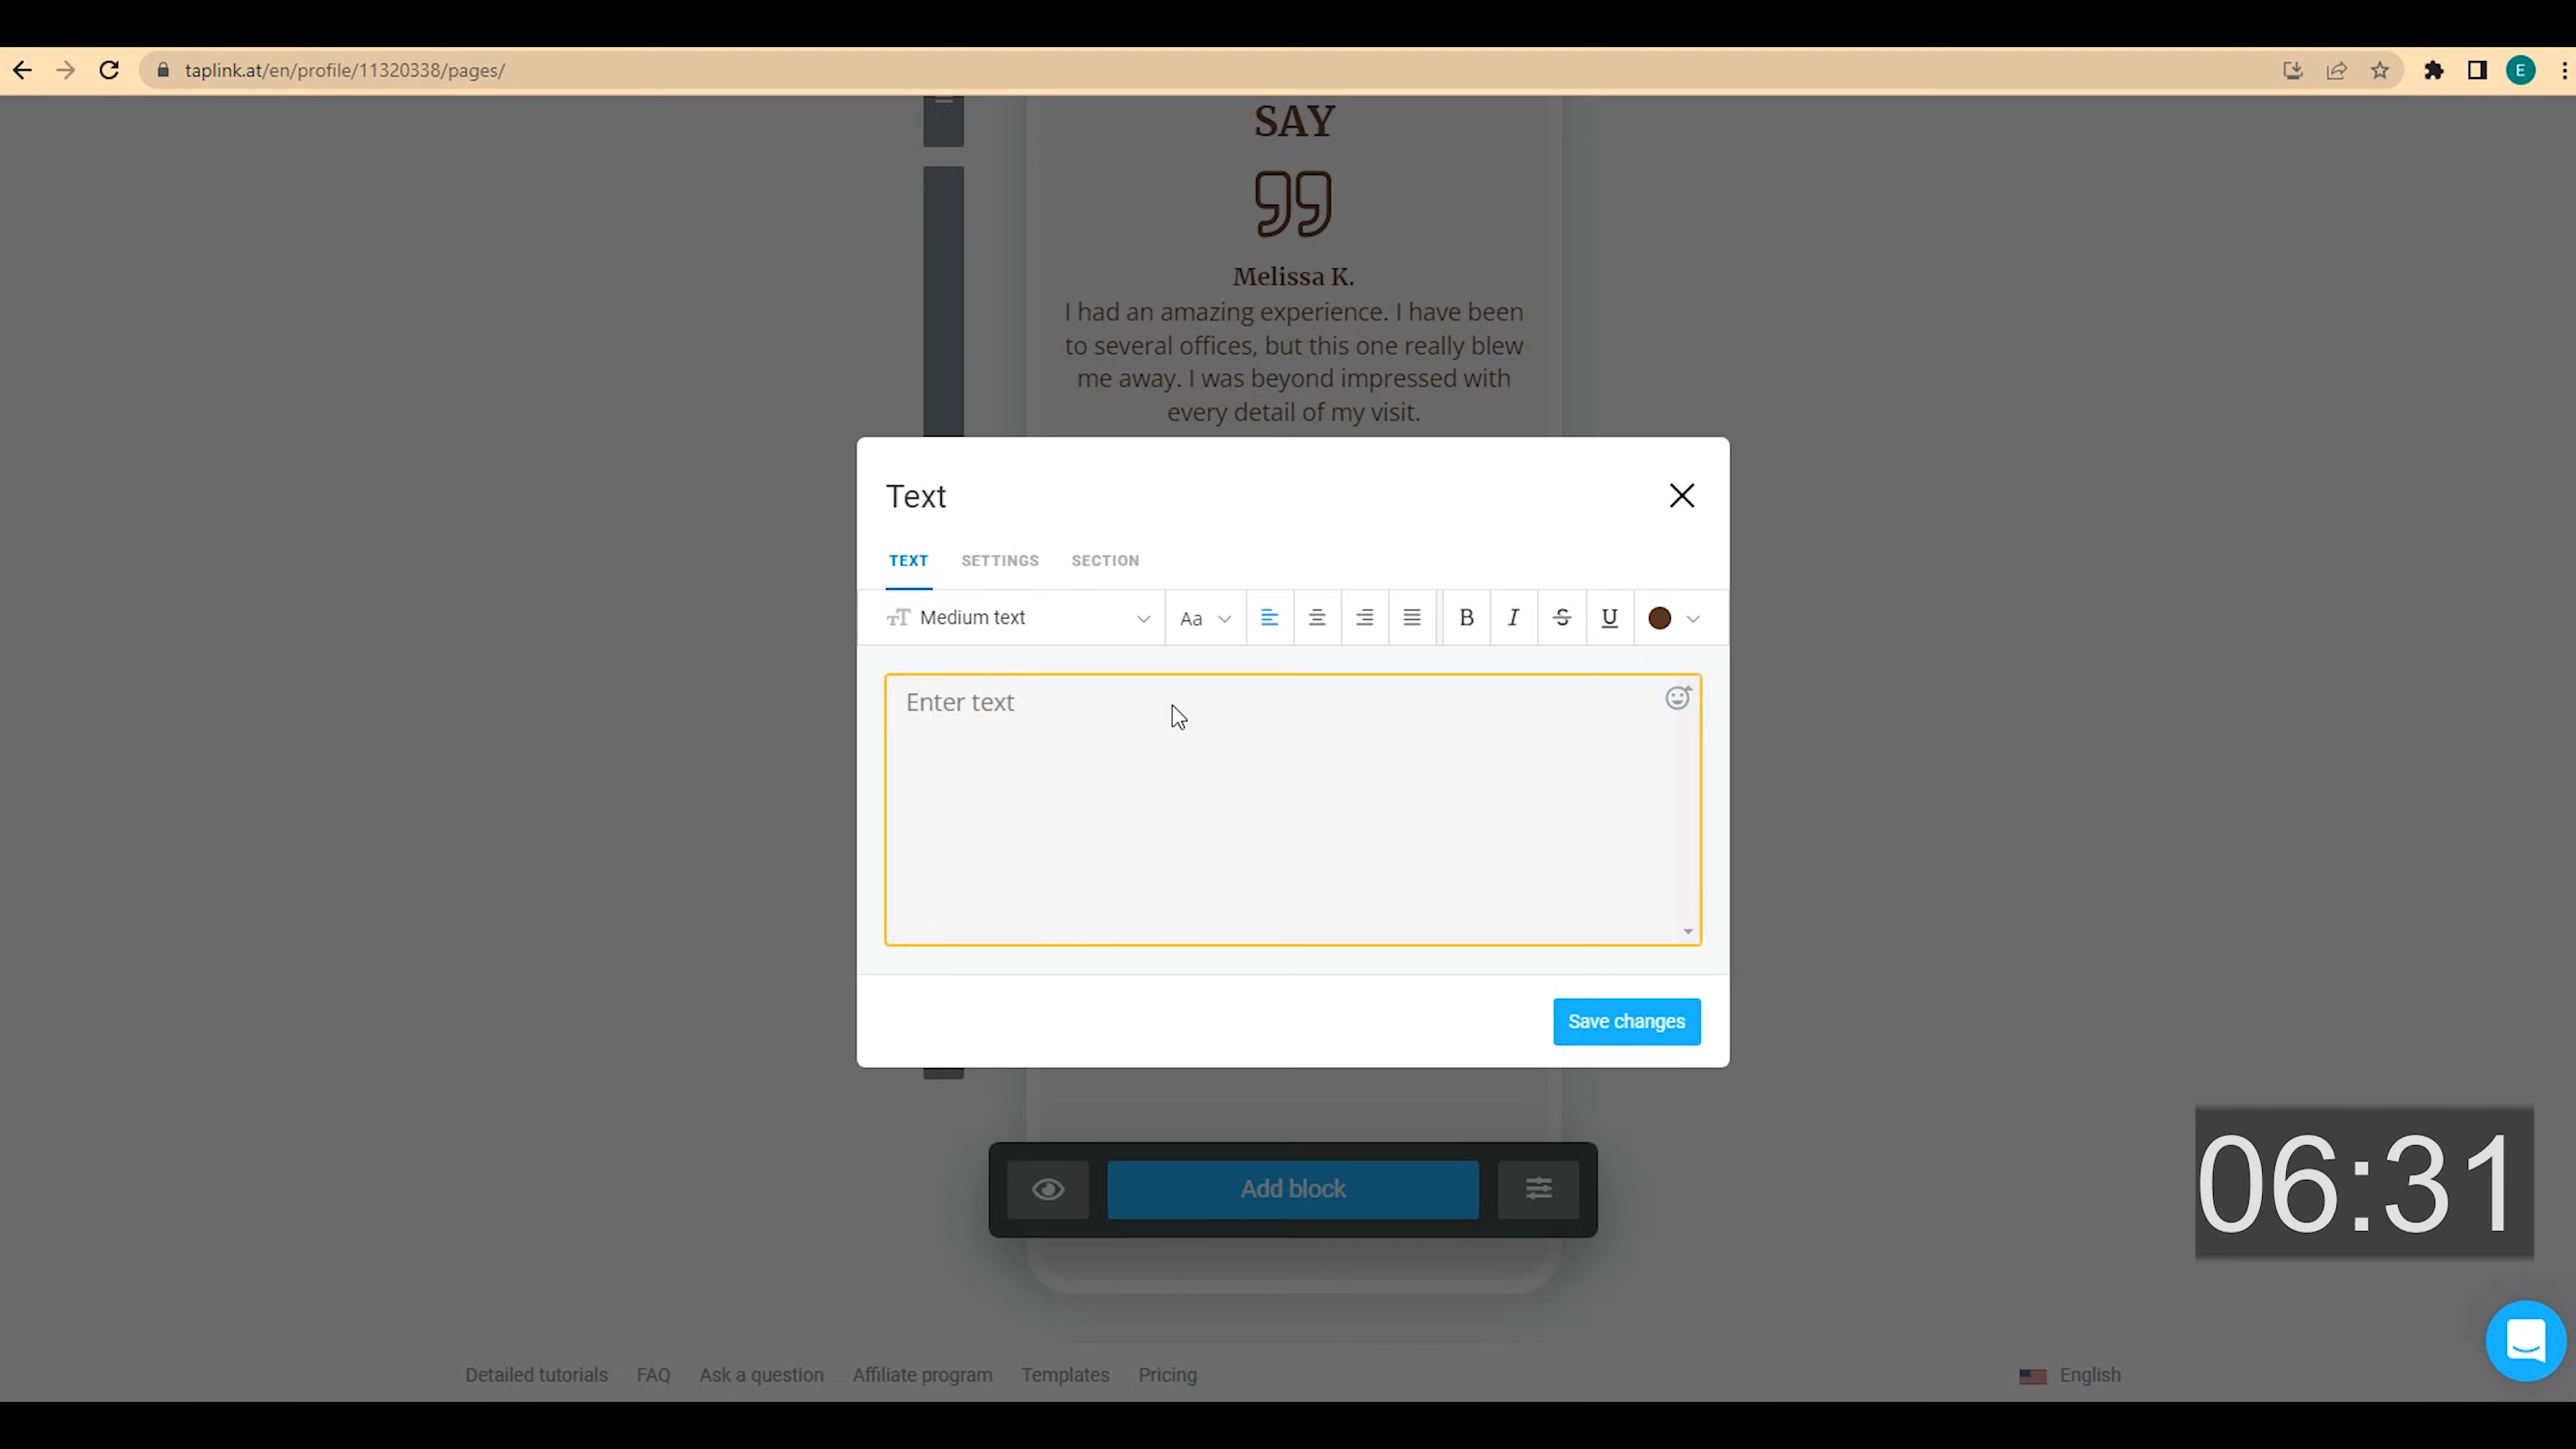 taplink.at/en/profile/11320338/pages/
E
SAY
Melissa K.
I had an amazing experience. I have been
to several offices, but this one really blew
me away. I was beyond impressed with
every detail of my visit.
Text
TEXT SETTINGS SECTION
TT Medium text Aa B I S U
Enter text
Save changes
Add block
06:31
Detailed tutorials FAQ Ask a question Affiliate program Templates Pricing English